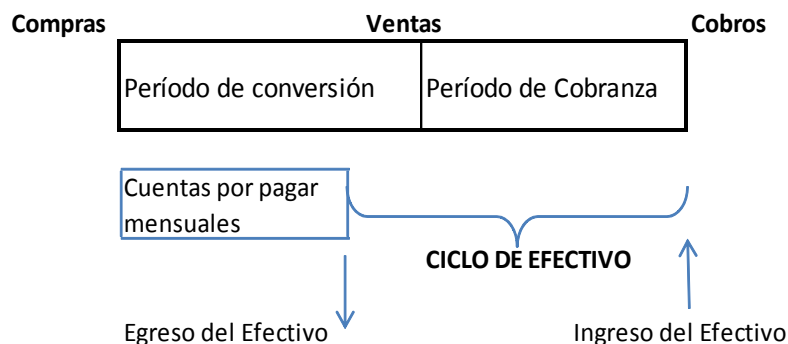 Compras Ventas Cobros
Período de conversión Período de Cobranza
Cuentas por pagar
mensuales
CICLO DE EFECTIVO
Egreso del Efectivo Ingreso del Efectivo